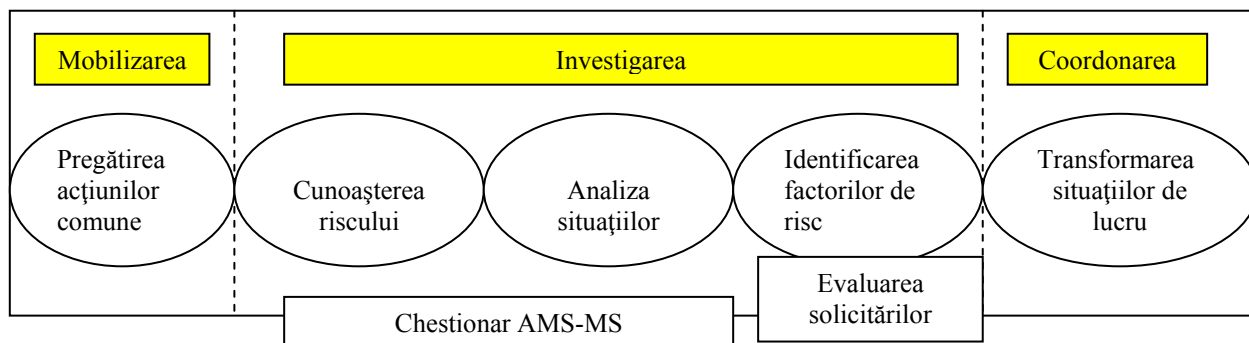 Mobilizarea
Investigarea
Coordonarea
Pregătirea
acţiunilor
comune
Cunoaşterea
riscului
Analiza
situaţiilor
Identificarea
factorilor de
risc
Transformarea
situaţiilor de
lucru
Evaluarea
solicitărilor
Chestionar AMS-MS